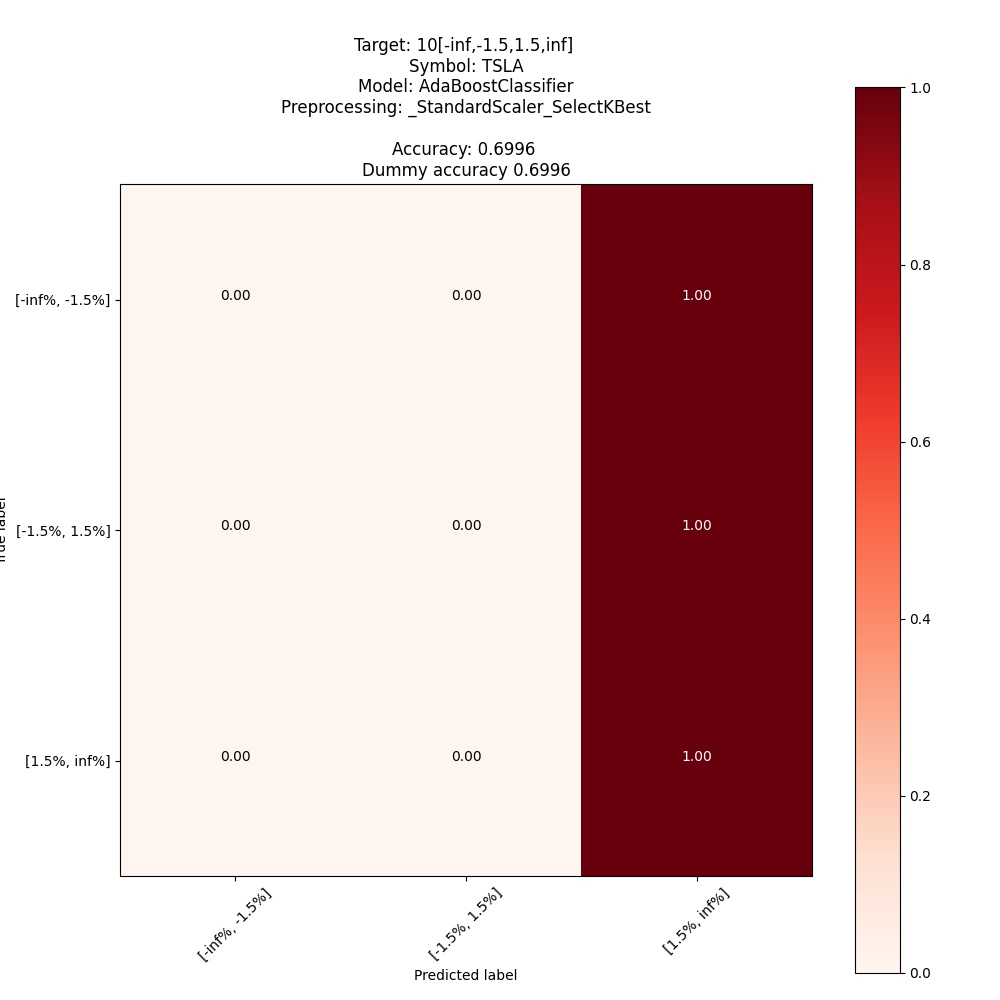 Target: 10[-inf,-1.5,1.5,inf]
Symbol: TSLA
Model: AdaBoostClassifier
Preprocessing: _StandardScaler_SelectKBest
Accuracy: 0.6996
Dummy accuracy 0.6996
1.0
0.8
0.6
0.4
0.2
0.0
[-inf%, -1.5%]
0.00
0.00
1.00
[-1.5%, 1.5%]
0.00
0.00
1.00
[1.5%, inf%]
0.00
0.00
1.00
[-inf%, -1.5%]
[-1.5%, 1.5%]
[1.5%, inf%]
Predicted label